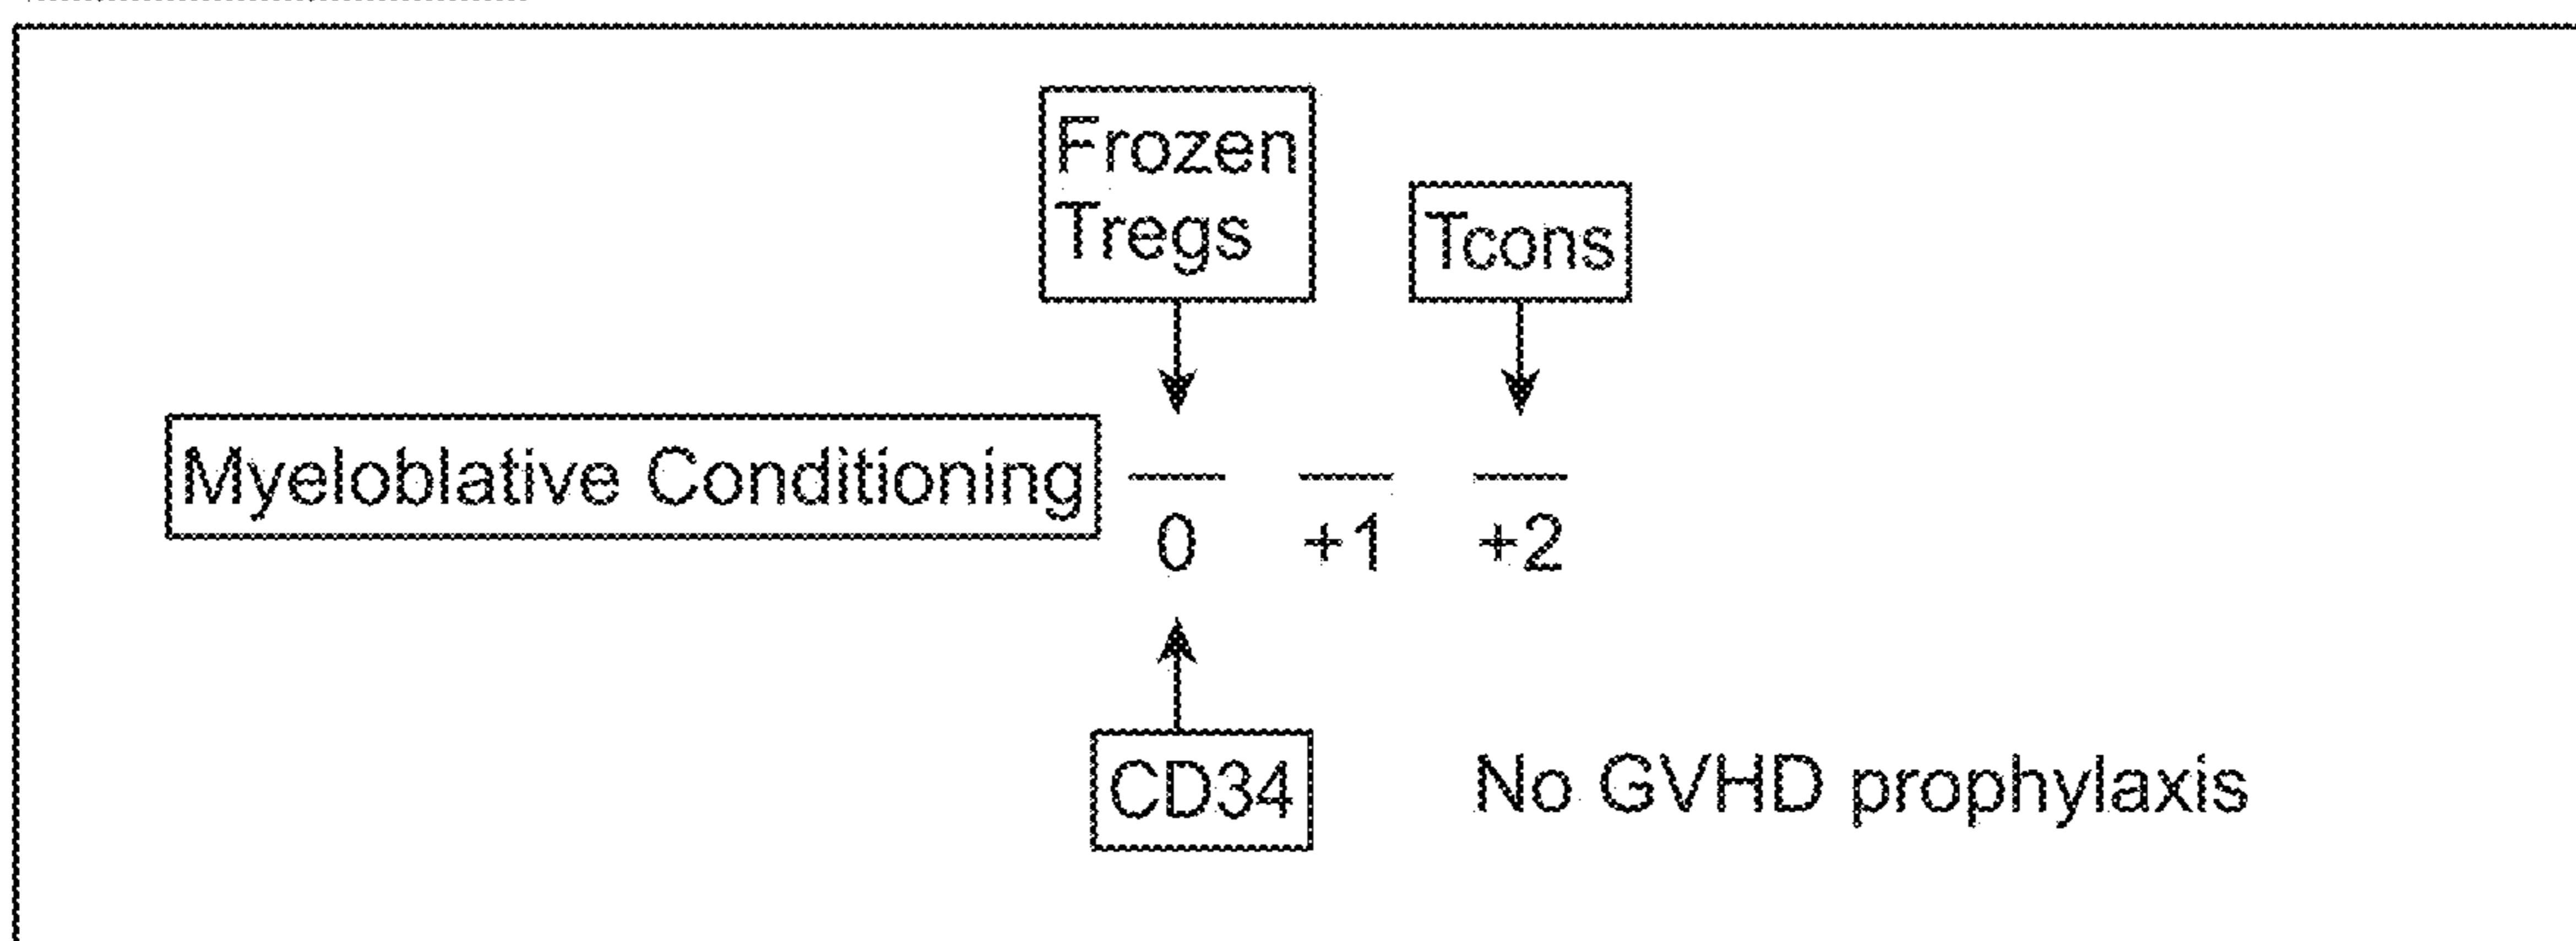 Frozen
Tregs
Tcons
Myeloblative Conditioning
0 +1 +2
CD34
No GVHD prophylaxis